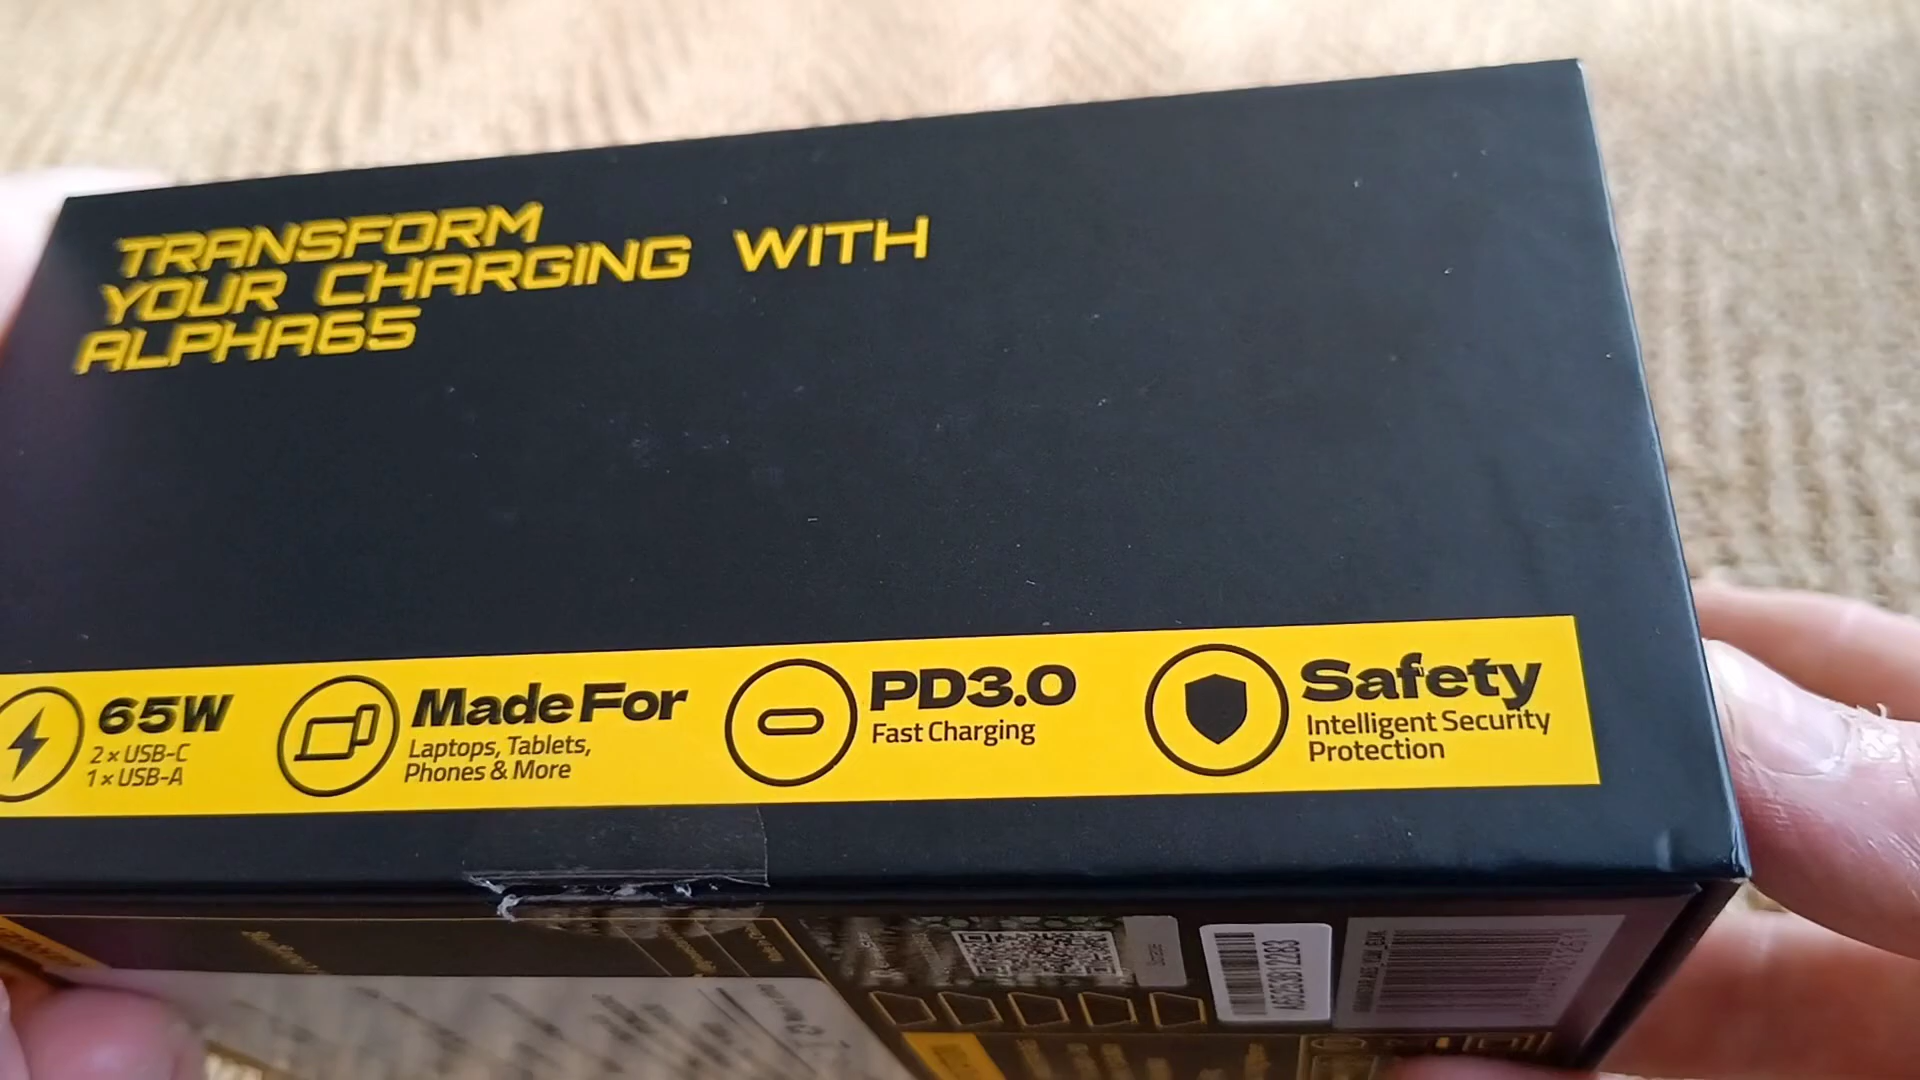 TRANSFORM
YOUR CHARGING WITH
ALPHA65
65W
2 × USB-C
1 × USB-A
Made For
Laptops, Tablets,
Phones & More
PD3.0
Fast Charging
Safety
Intelligent Security
Protection